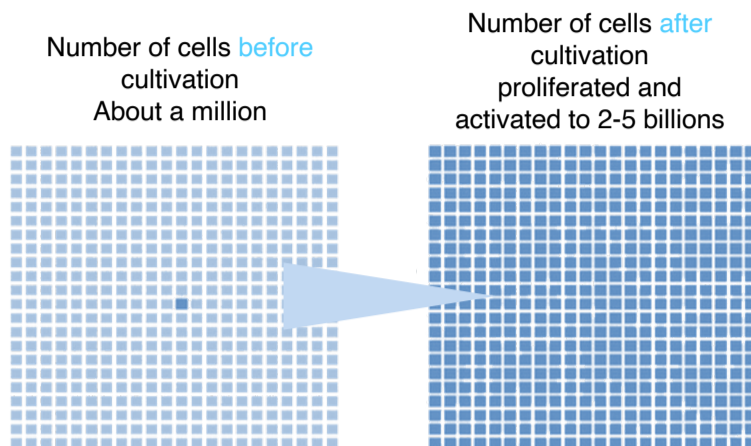 Number of cells before
cultivation
About a million
Number of cells after
cultivation
proliferated and
activated to 2-5 billions